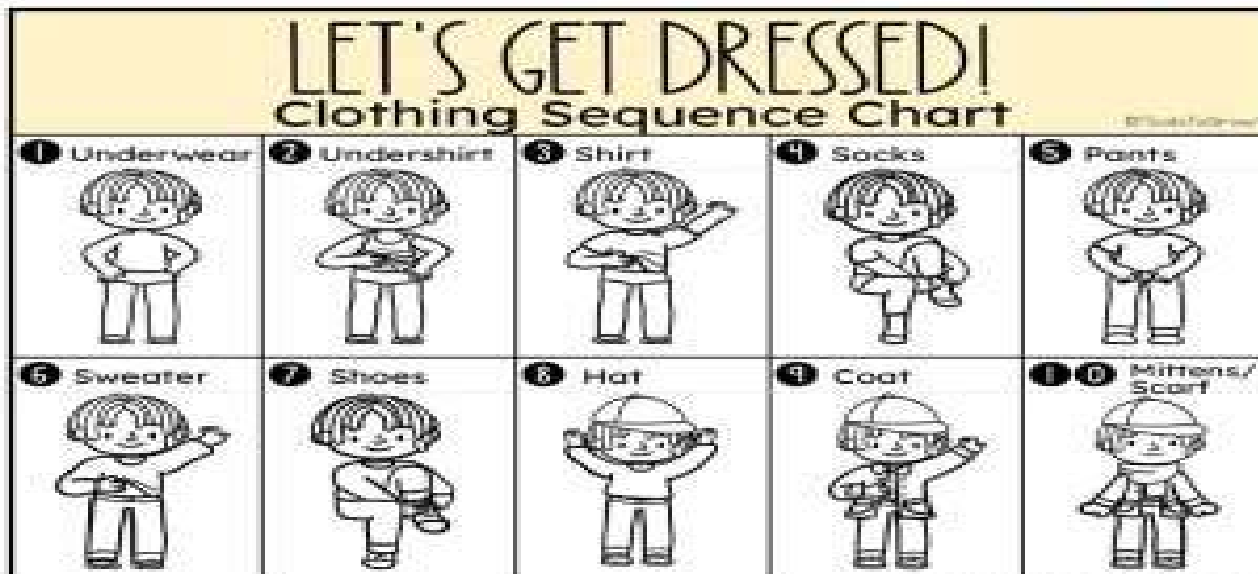 LET'S GET DRESSED!
Clothing Sequence Chart
1 Underwear
2 Undershirt
3 Shirt
4 Socks
5 Pants
6 Sweater
7 Shoes
8 Hat
9 Coat
10 Mittens/
Scarf